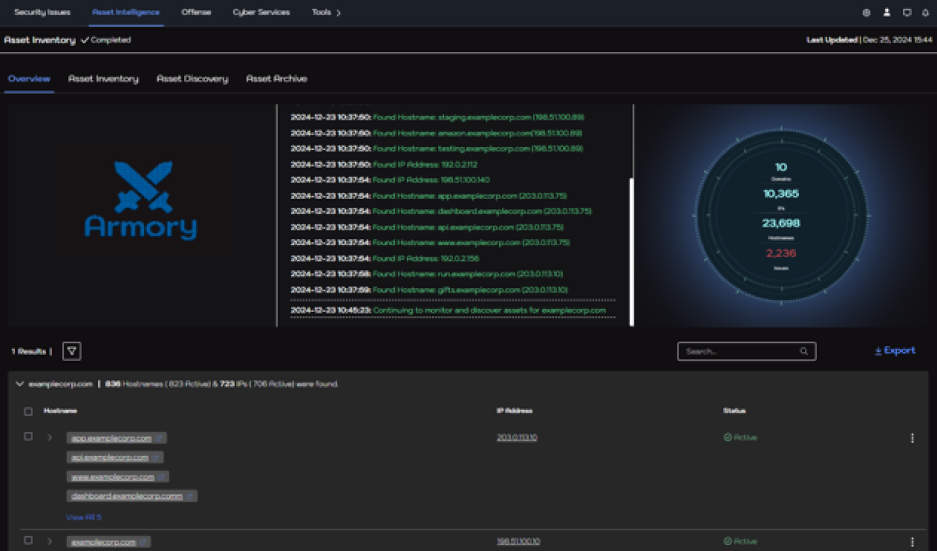 Security Issues Asset Intelligence Offense Cyber Services Tools
Asset Inventory Completed
Last Updated | Dec 25, 2024 15:44
Overview Asset Inventory Asset Discovery Asset Archive
Armory
2024-12-23 10:37:50: Found Hostname: staging.examplecorp.com (198.51.100.89)
2024-12-23 10:37:50: Found Hostname: amazon.examplecorp.com(198.51.100.89)
2024-12-23 10:37:50: Found Hostname: testing.examplecorp.com (198.51.100.89)
2024-12-23 10:37:50: Found IP Address: 192.0.2.112
2024-12-23 10:37:54: Found IP Address: 198.51.100.140
2024-12-23 10:37:54: Found Hostname: app.examplecorp.com (203.0.113.75)
2024-12-23 10:37:54: Found Hostname: dashboard.examplecorp.com (203.0.113.75)
2024-12-23 10:37:54: Found Hostname: api.examplecorp.com (203.0.113.75)
2024-12-23 10:37:54: Found Hostname: www.examplecorp.com (203.0.113.75)
2024-12-23 10:37:54: Found IP Address: 192.0.2.156
2024-12-23 10:37:58: Found Hostname: run.examplecorp.com (203.0.113.10)
2024-12-23 10:37:59: Found Hostname: gifts.examplecorp.com (203.0.113.10)
2024-12-23 10:45:23: Continuing to monitor and discover assets for examplecorp.com
10
Domains
10,365
IPs
23,698
Hostnames
2,236
1 Results |
Search...
Export
examplecorp.com | 836 Hostnames ( 823 Active) & 723 IPs ( 706 Active) were found.
Hostname IP Address Status
app.examplecorp.com 203.0.113.10 Active
api.examplecorp.com
www.examplecorp.com
dashboard.examplecorp.comm
View All 5
examplecorp.com 198.51.100.10 Active